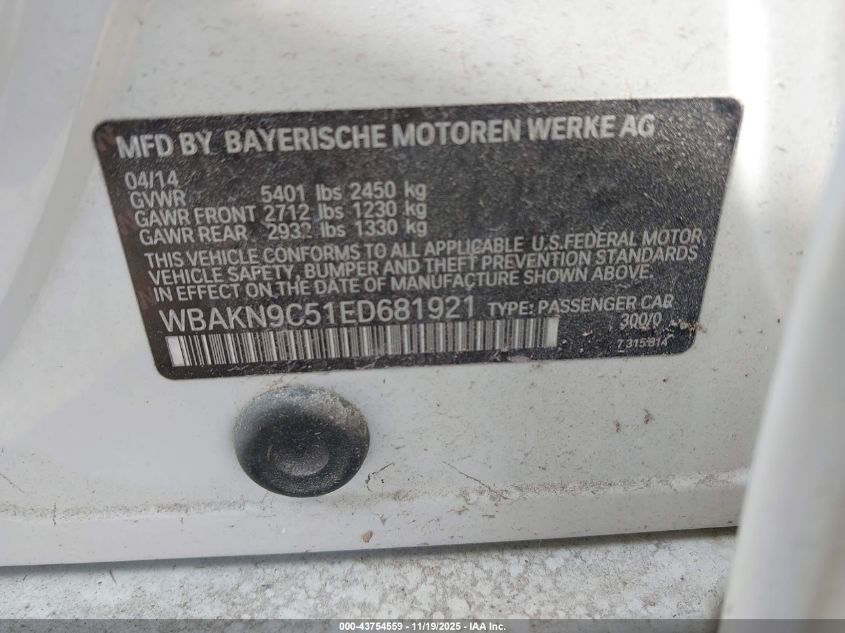 MFD BY BAYERISCHE MOTOREN WERKE AG
04/14
GVWR 5401 lbs 2450 kg
GAWR FRONT 2712 lbs 1230 kg
GAWR REAR 2932 lbs 1330 kg
THIS VEHICLE CONFORMS TO ALL APPLICABLE U.S.FEDERAL MOTOR
VEHICLE SAFETY, BUMPER AND THEFT PREVENTION STANDARDS
IN EFFECT ON THE DATE OF MANUFACTURE SHOWN ABOVE.
WBAKN9C51ED681921 TYPE: PASSENGER CAR
300/0
7 315 814
000-43754559 — 11/19/2025 — IAA Inc.